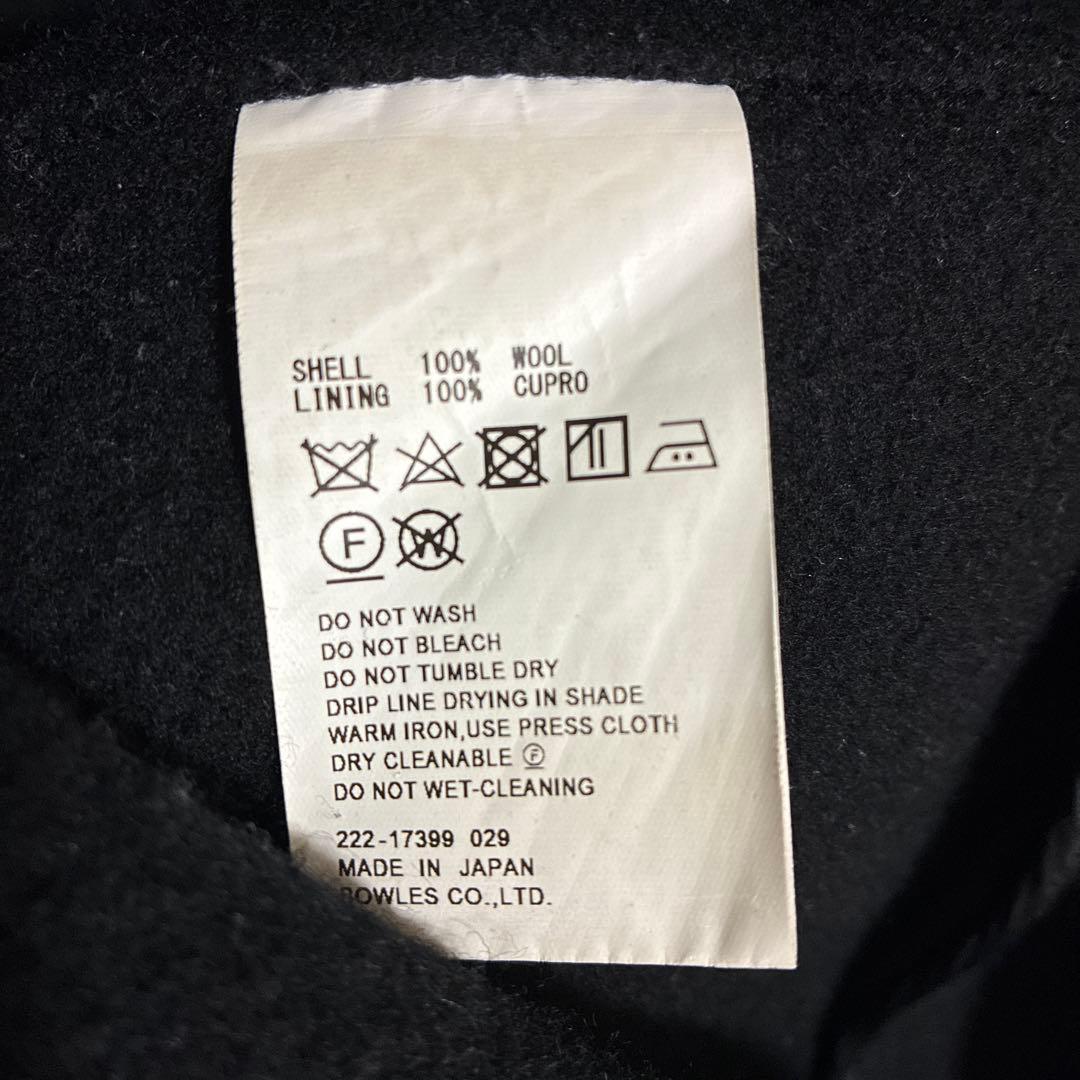 SHELL 100% WOOL
LINING 100% CUPRO
F W
DO NOT WASH
DO NOT BLEACH
DO NOT TUMBLE DRY
DRIP LINE DRYING IN SHADE
WARM IRON,USE PRESS CLOTH
DRY CLEANABLE Ⓕ
DO NOT WET-CLEANING
222-17399 029
MADE IN JAPAN
BOWLES CO.,LTD.